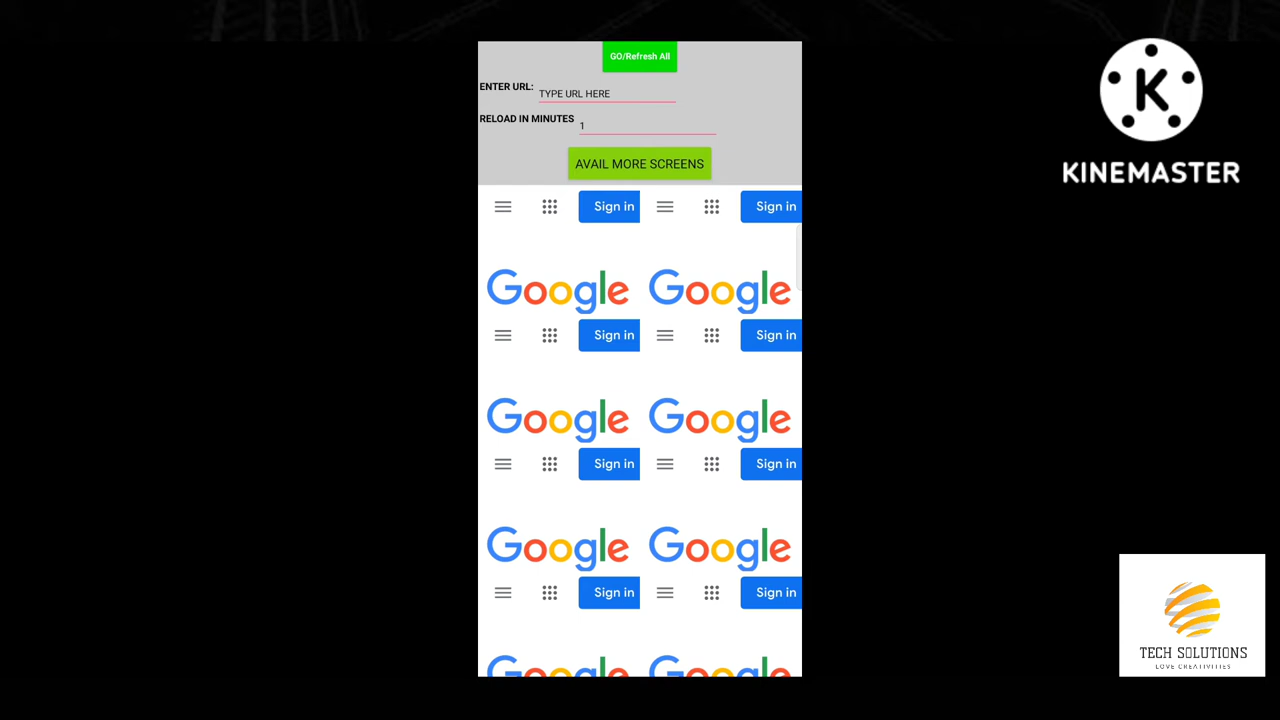 GO/Refresh All
ENTER URL: TYPE URL HERE
RELOAD IN MINUTES 1
AVAIL MORE SCREENS
Sign in Sign in
Google Google
Sign in Sign in
Google Google
Sign in Sign in
Google Google
Sign in Sign in
Google Google
K
KINEMASTER
TECH SOLUTIONS
LOVE CREATIVITIES